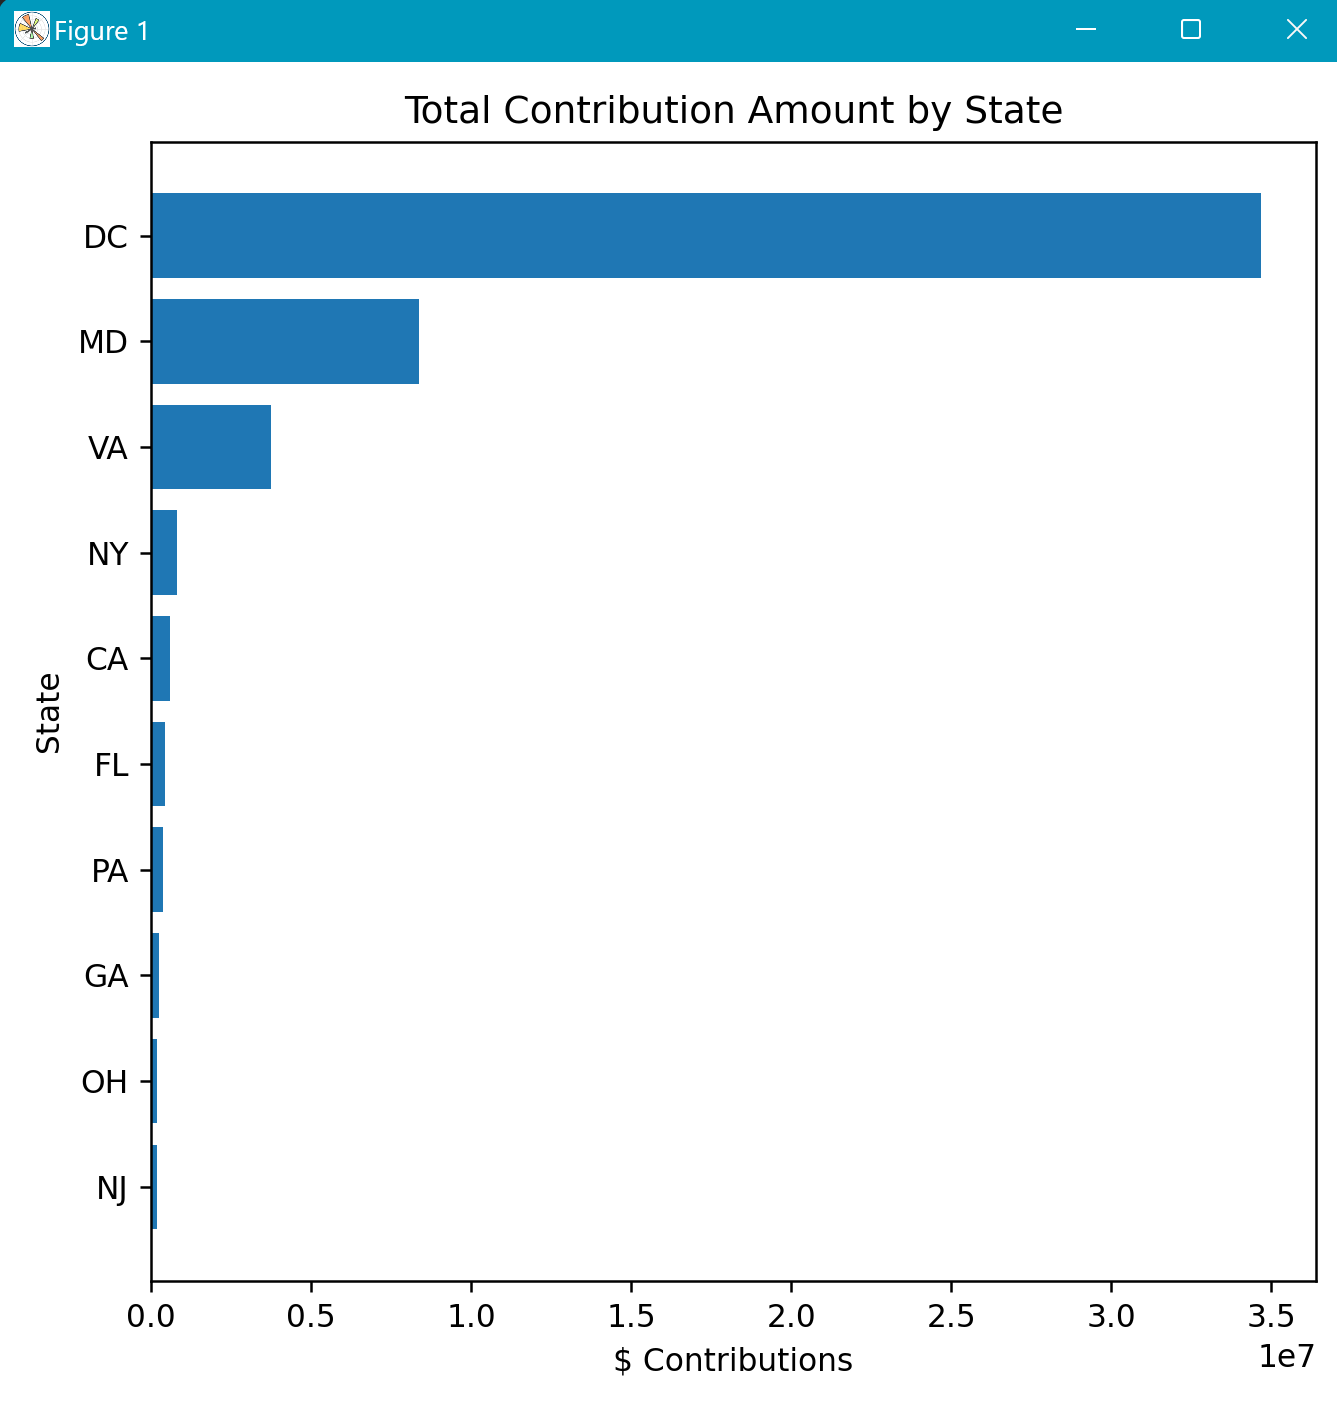 Figure 1
Total Contribution Amount by State
DC
MD
VA
NY
CA
FL
PA
GA
OH
NJ
State
0.0 0.5 1.0 1.5 2.0 2.5 3.0 3.5
1e7
$ Contributions